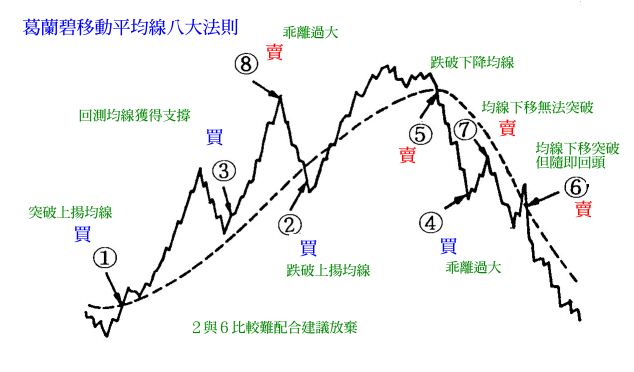 葛蘭碧移動平均線八大法則
乖離過大
賣
⑧
跌破下降均線
回測均線獲得支撐
買
③
⑤
賣
均線下移無法突破
賣
⑦
均線下移突破
但隨即回頭
⑥
賣
突破上揚均線
買
①
②
買
跌破上揚均線
④
買
乖離過大
2與6比較難配合建議放棄